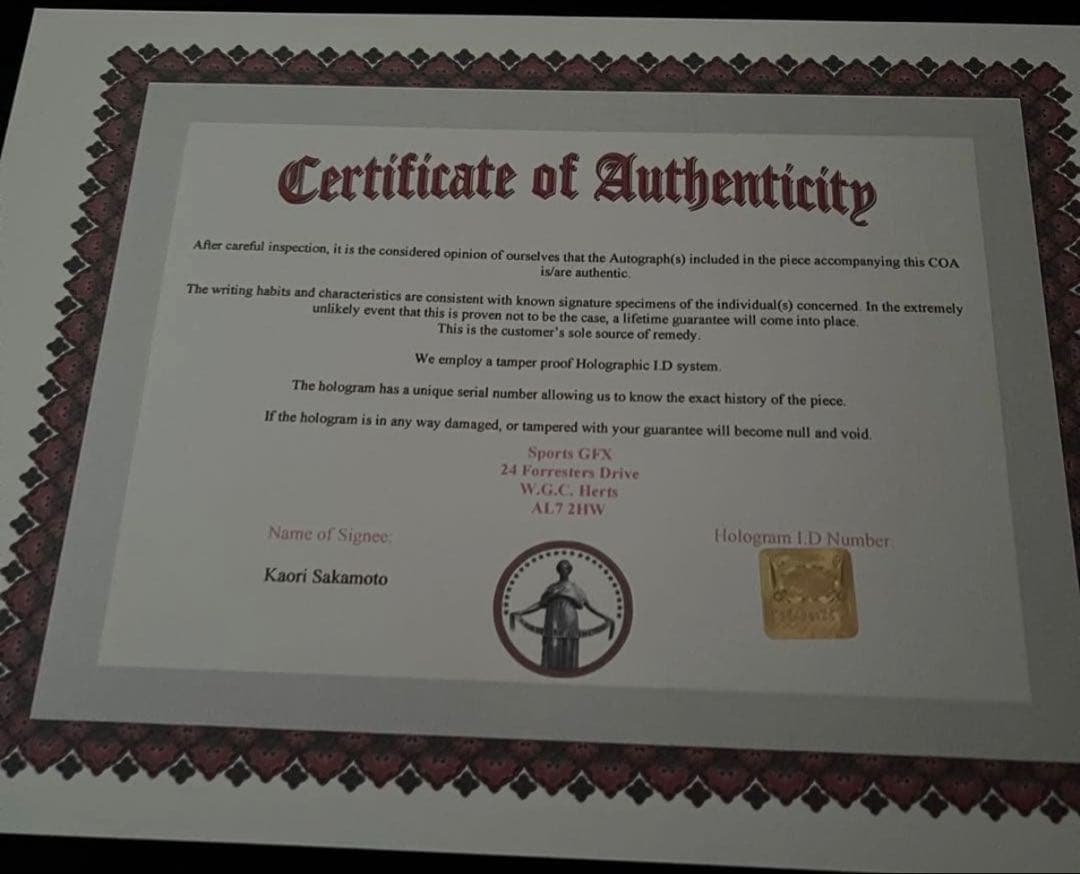 Certificate of Authenticity
After careful inspection, it is the considered opinion of ourselves that the Autograph(s) included in the piece accompanying this COA
is/are authentic.
The writing habits and characteristics are consistent with known signature specimens of the individual(s) concerned. In the extremely
unlikely event that this is proven not to be the case, a lifetime guarantee will come into place.
This is the customer's sole source of remedy.
We employ a tamper proof Holographic I.D system.
The hologram has a unique serial number allowing us to know the exact history of the piece.
If the hologram is in any way damaged, or tampered with your guarantee will become null and void.
Sports GFX
24 Forresters Drive
W.G.C. Herts
AL7 2HW
Name of Signee:
Hologram I.D Number
Kaori Sakamoto